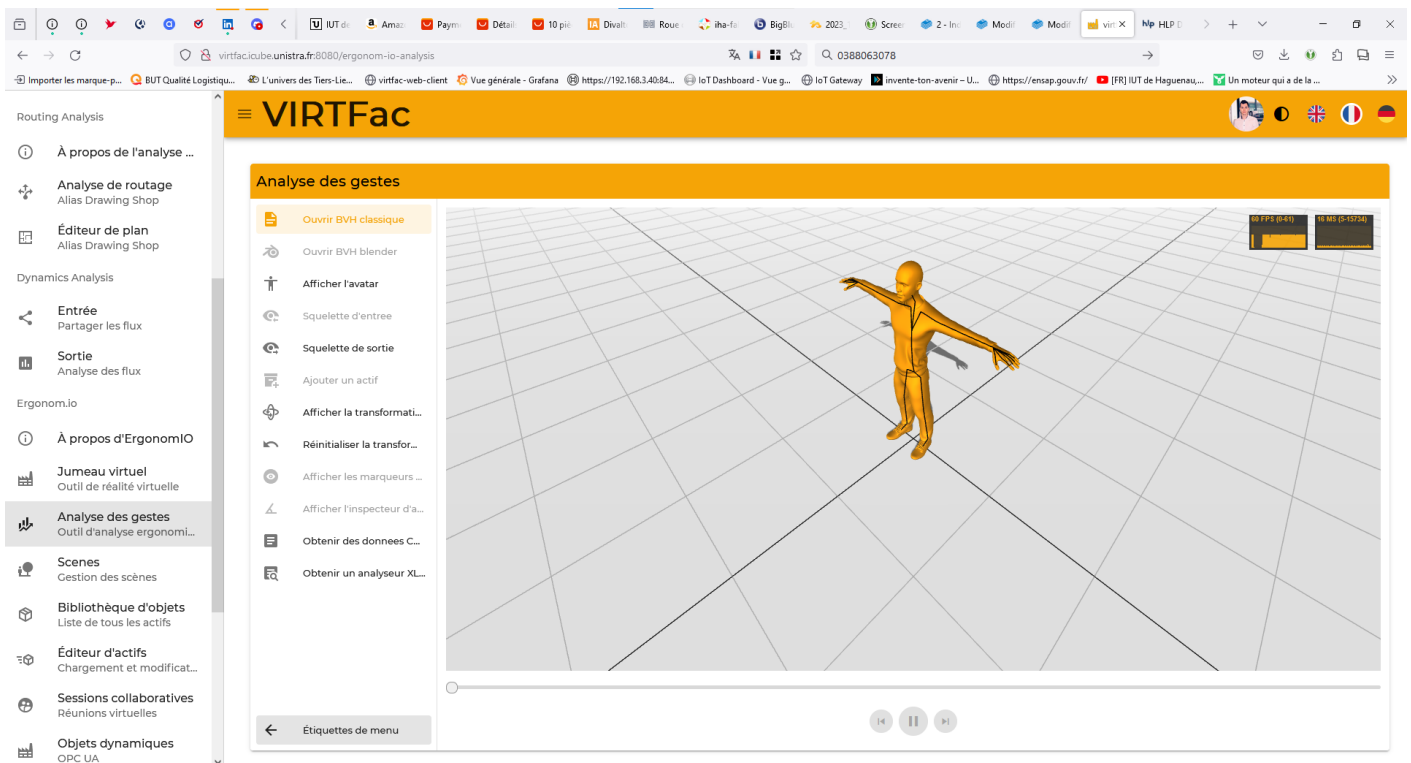 IUT de
Amaz
Payme
Détail
10 piè
Divalt
Roue
iha-fa
BigBl
2023_
Scree
2 - Inc
Modif
Modif
virt
HLP D
virtfac.icube.unistra.fr:8080/ergonom-io-analysis
0388063078
Importer les marque-p...
BUT Qualité Logistiqu...
L'univers des Tiers-Lie...
virtfac-web-client
Vue générale - Grafana
https://192.168.3.40:84...
IoT Dashboard - Vue g...
IoT Gateway
invente-ton-avenir – U...
https://ensap.gouv.fr/
[FR] IUT de Haguenau,...
Un moteur qui a de la ...
Routing Analysis
À propos de l'analyse ...
Analyse de routage
Alias Drawing Shop
Éditeur de plan
Alias Drawing Shop
Dynamics Analysis
Entrée
Partager les flux
Sortie
Analyse des flux
Ergonom.io
À propos d'ErgonomIO
Jumeau virtuel
Outil de réalité virtuelle
Analyse des gestes
Outil d'analyse ergonomi...
Scenes
Gestion des scènes
Bibliothèque d'objets
Liste de tous les actifs
Éditeur d'actifs
Chargement et modificat...
Sessions collaboratives
Réunions virtuelles
Objets dynamiques
OPC UA
VIRTFac
Analyse des gestes
Ouvrir BVH classique
Ouvrir BVH blender
Afficher l'avatar
Squelette d'entree
Squelette de sortie
Ajouter un actif
Afficher la transformati...
Réinitialiser la transfor...
Afficher les marqueurs ...
Afficher l'inspecteur d'a...
Obtenir des donnees C...
Obtenir un analyseur XL...
Étiquettes de menu
60 FPS (0-61)
16 MS (5-15734)